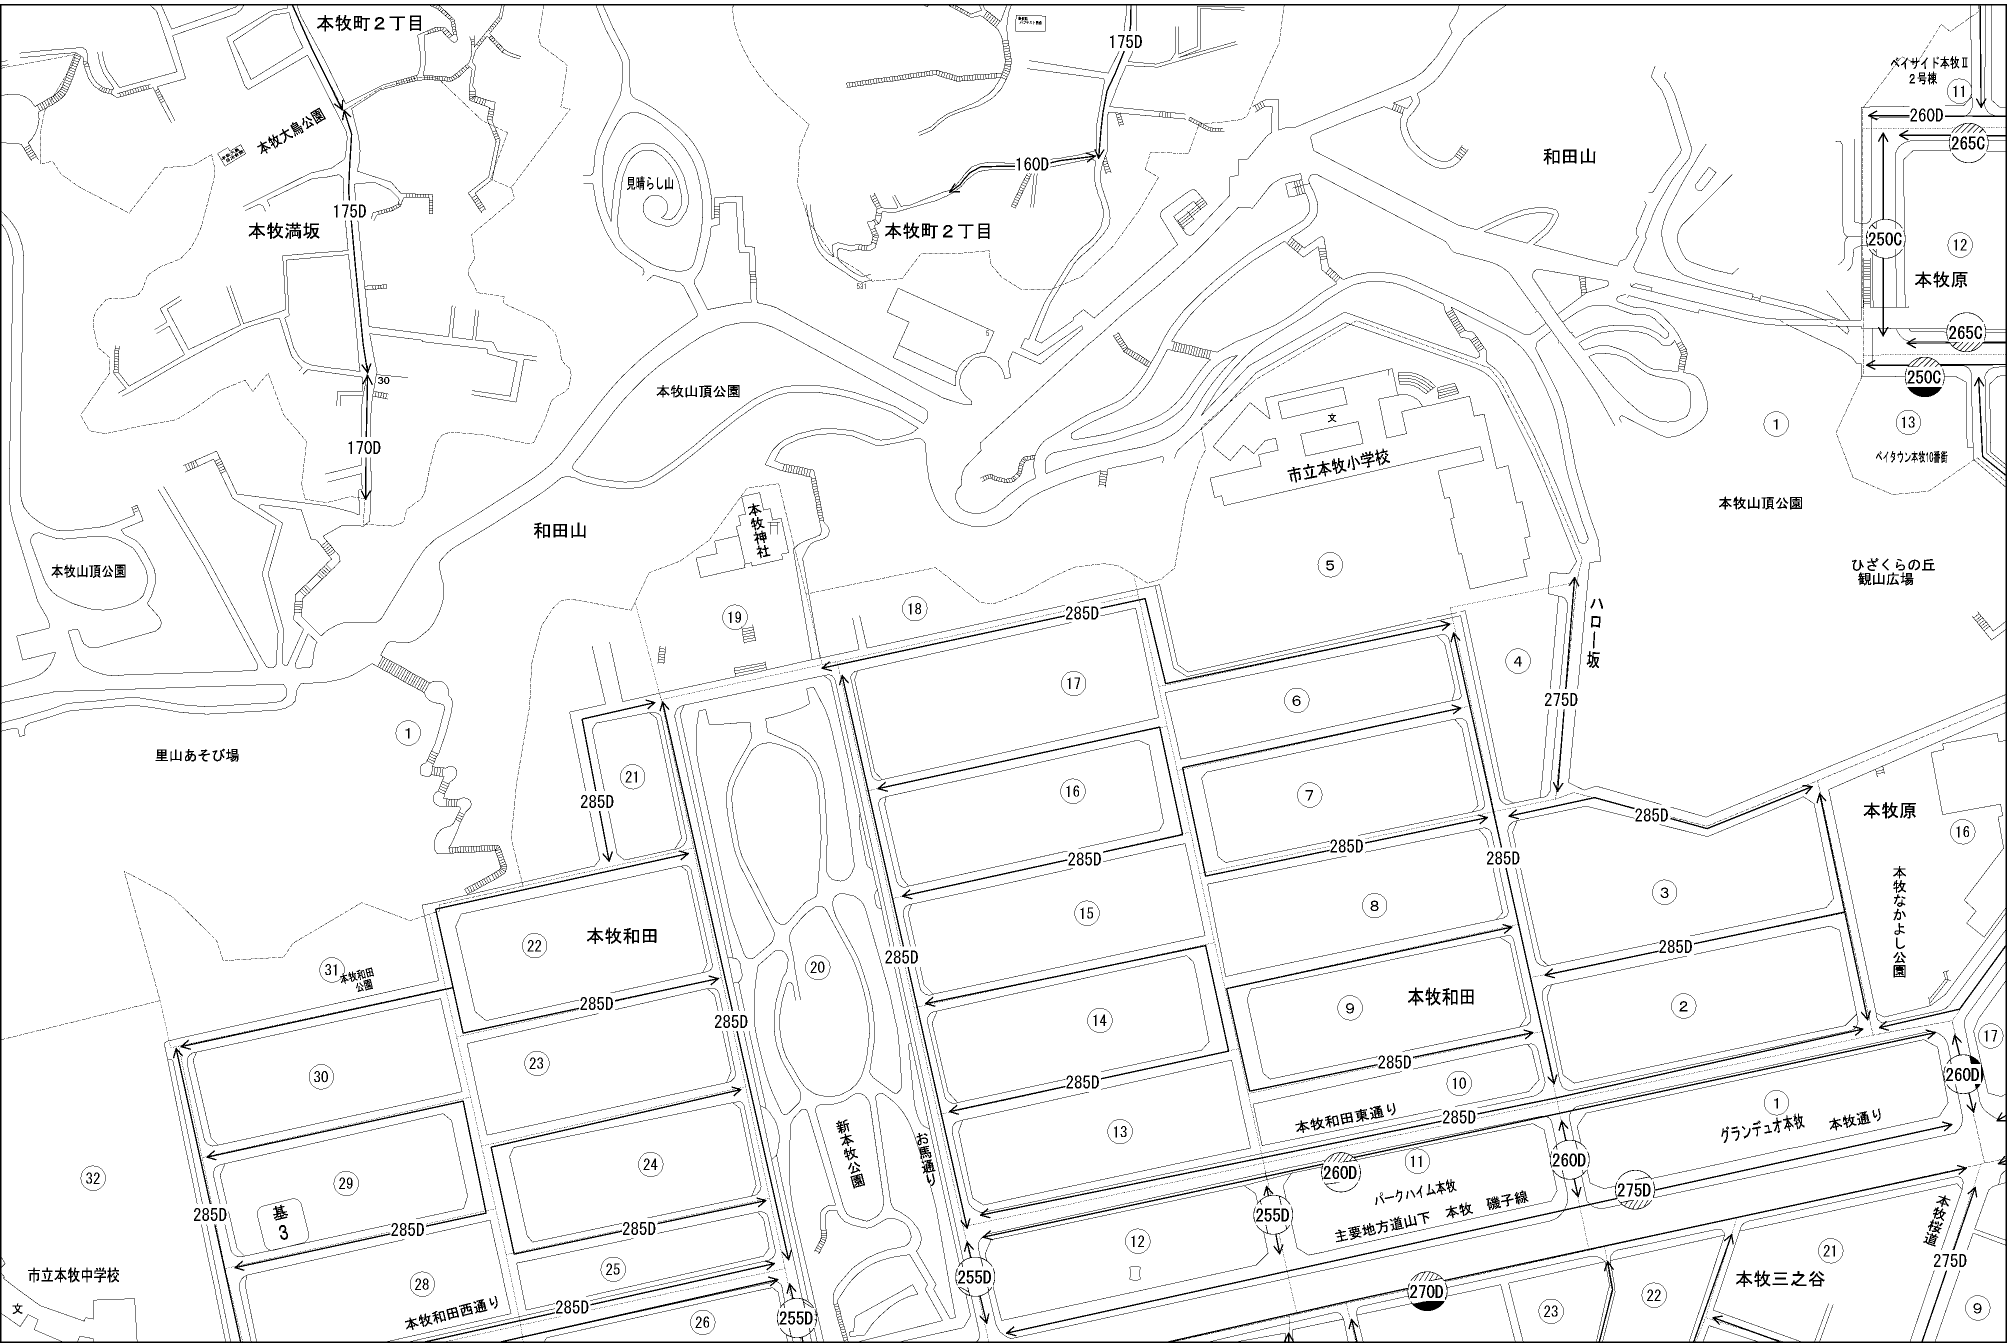 本牧町２丁目
175D
ベイサイド本牧Ⅱ
２号棟
11
260D
265C
本牧大鳥公園
160D
和田山
見晴らし山
175D
本牧満坂
本牧町２丁目
250C
12
本牧原
531
5
265C
30
250C
本牧山頂公園
文
1
13
170D
市立本牧小学校
ベイタウン本牧10番街
本牧山頂公園
本牧神社
和田山
本牧山頂公園
5
ひざくらの丘
観山広場
19
18
285D
ハロー坂
4
17
6
275D
1
里山あそび場
21
285D
16
7
285D
本牧原
16
285D
285D
285D
3
15
8
本牧なかよし公園
22
本牧和田
285D
285D
20
31
本牧和田
公園
285D
285D
14
9
本牧和田
2
17
23
30
285D
285D
10
260D
13
本牧和田東通り
285D
1
グランデュオ本牧
本牧通り
新本牧公園
お馬通り
24
11
260D
260D
32
29
パークハイム本牧
275D
基
3
285D
285D
285D
255D
主要地方道山下　本牧　磯子線
本牧桜道
12
21
275D
市立本牧中学校
25
255D
本牧三之谷
28
270D
22
文
本牧和田西通り
285D
26
255D
23
9